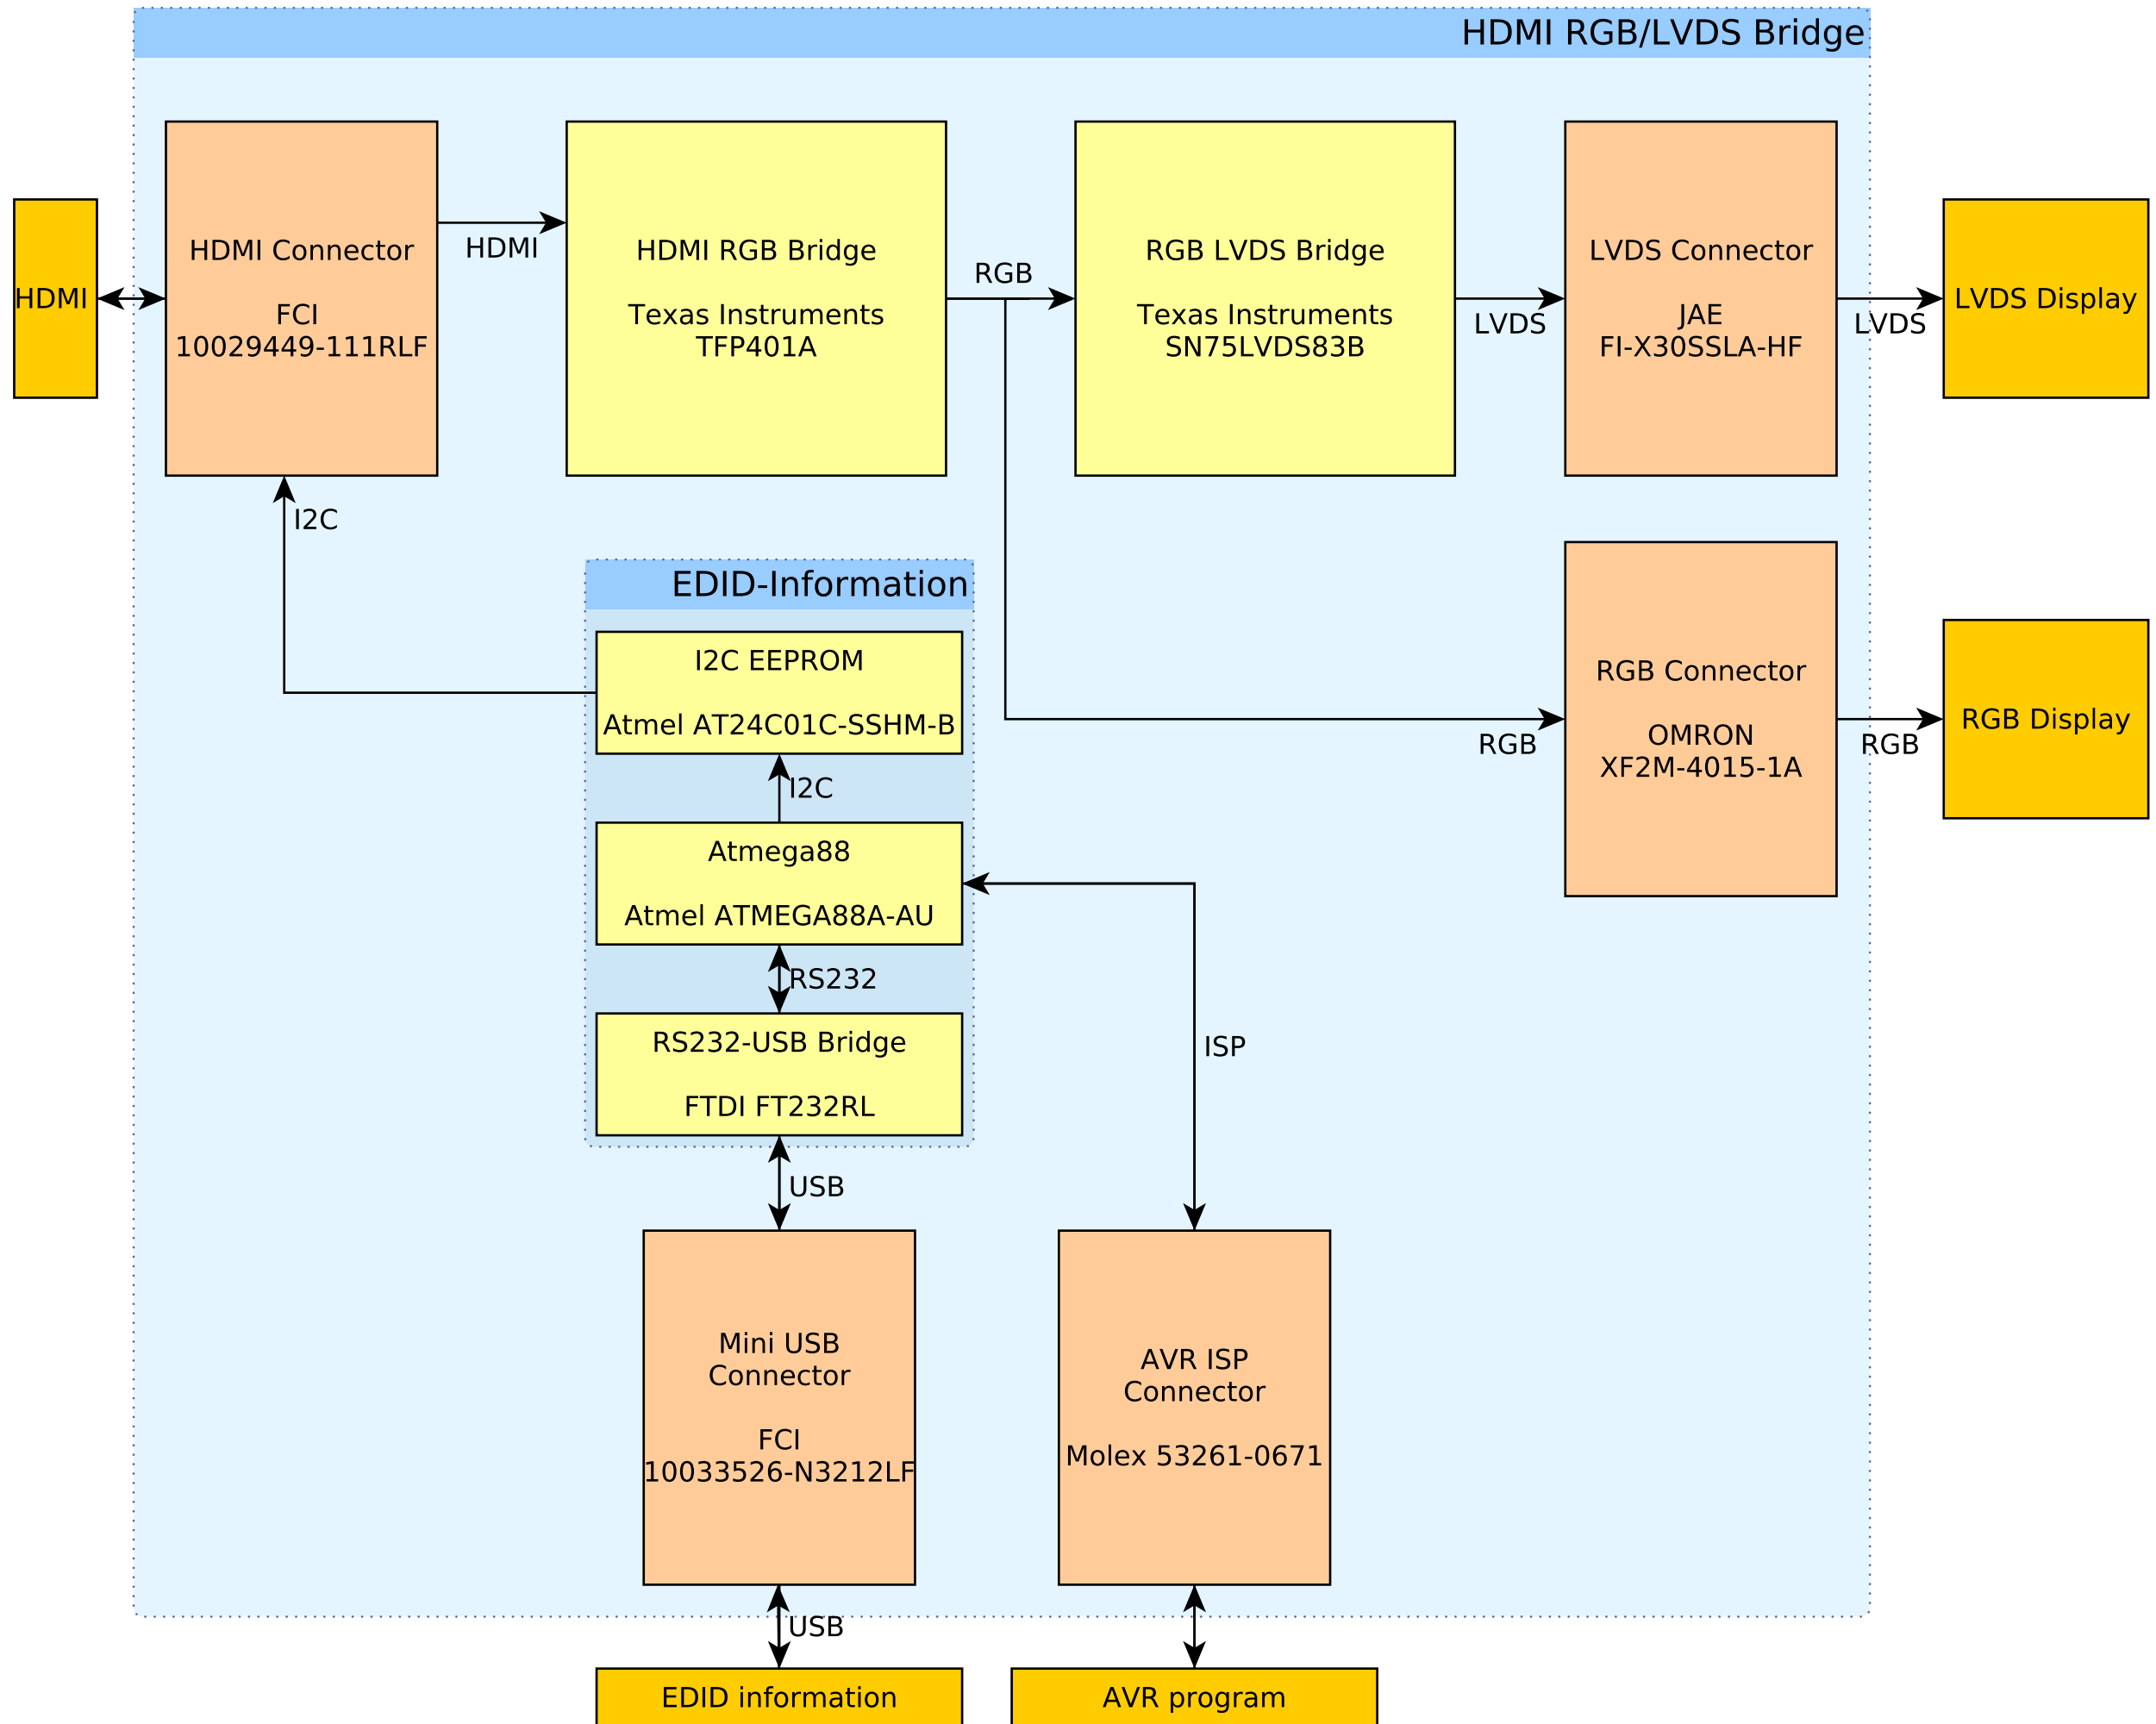 HDMI RGB/LVDS Bridge
HDMI
HDMI Connector
FCI
10029449-111RLF
HDMI
HDMI RGB Bridge
Texas Instruments
TFP401A
RGB
RGB LVDS Bridge
Texas Instruments
SN75LVDS83B
LVDS
LVDS Connector
JAE
FI-X30SSLA-HF
LVDS
LVDS Display
I2C
EDID-Information
I2C EEPROM
Atmel AT24C01C-SSHM-B
I2C
Atmega88
Atmel ATMEGA88A-AU
RS232
RS232-USB Bridge
FTDI FT232RL
RGB
RGB Connector
OMRON
XF2M-4015-1A
RGB
RGB Display
ISP
USB
Mini USB
Connector
FCI
10033526-N3212LF
AVR ISP
Connector
Molex 53261-0671
USB
EDID information
AVR program